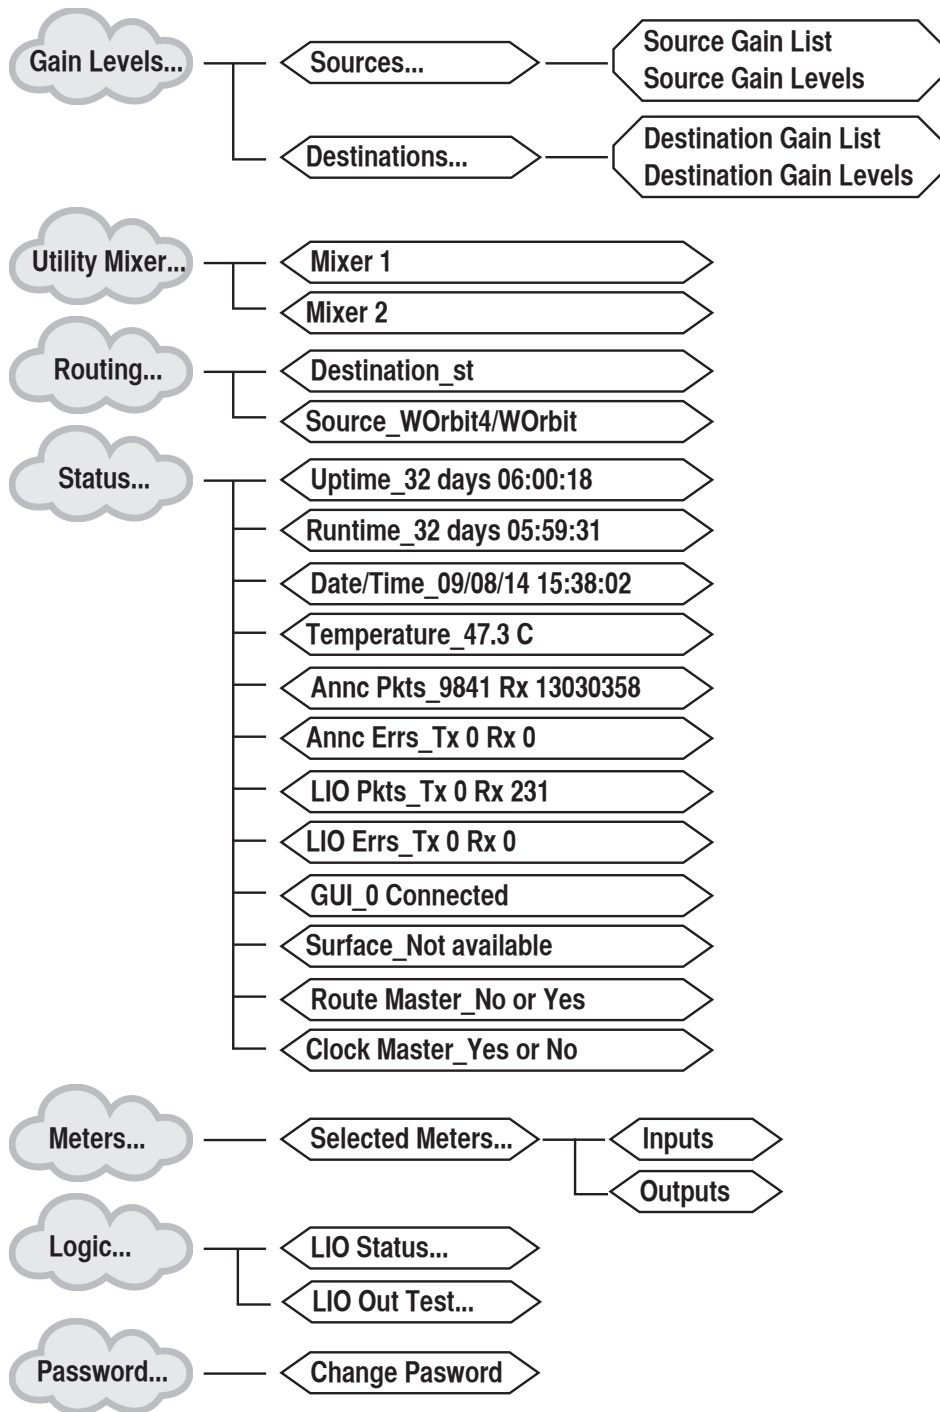 Gain Levels...
Sources...
Source Gain List
Source Gain Levels
Destinations...
Destination Gain List
Destination Gain Levels
Utility Mixer...
Mixer 1
Mixer 2
Routing...
Destination_st
Source_WOrbit4/WOrbit
Status...
Uptime_32 days 06:00:18
Runtime_32 days 05:59:31
Date/Time_09/08/14 15:38:02
Temperature_47.3 C
Annc Pkts_9841 Rx 13030358
Annc Errs_Tx 0 Rx 0
LIO Pkts_Tx 0 Rx 231
LIO Errs_Tx 0 Rx 0
GUI_0 Connected
Surface_Not available
Route Master_No or Yes
Clock Master_Yes or No
Meters...
Selected Meters...
Inputs
Outputs
Logic...
LIO Status...
LIO Out Test...
Password...
Change Pasword